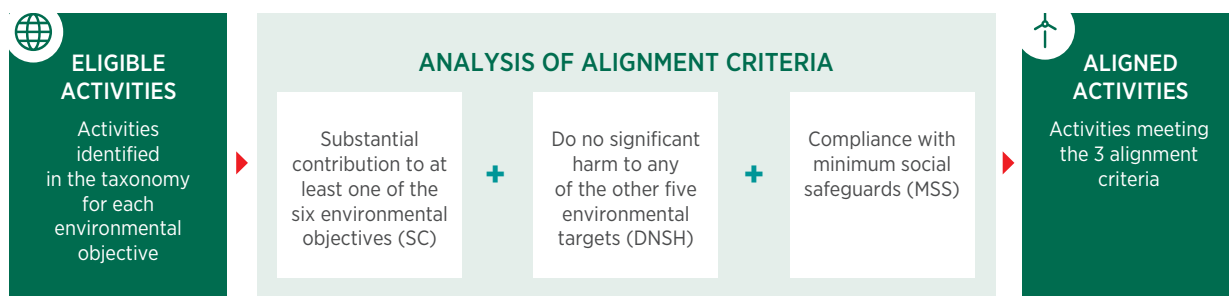 ELIGIBLE
ACTIVITIES
Activities
identified
in the taxonomy
for each
environmental
objective
ANALYSIS OF ALIGNMENT CRITERIA
Substantial
contribution to at
least one of the
six environmental
objectives (SC)
+
Do no significant
harm to any
of the other five
environmental
targets (DNSH)
+
Compliance with
minimum social
safeguards (MSS)
ALIGNED
ACTIVITIES
Activities meeting
the 3 alignment
criteria